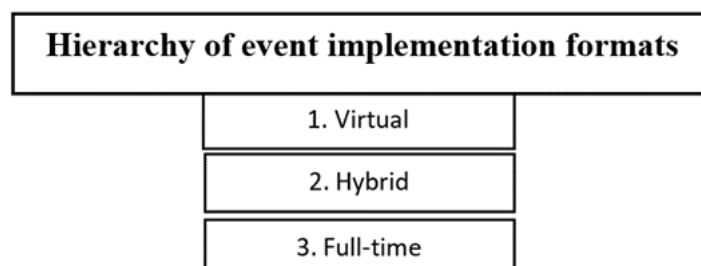 Hierarchy of event implementation formats
1. Virtual
2. Hybrid
3. Full-time